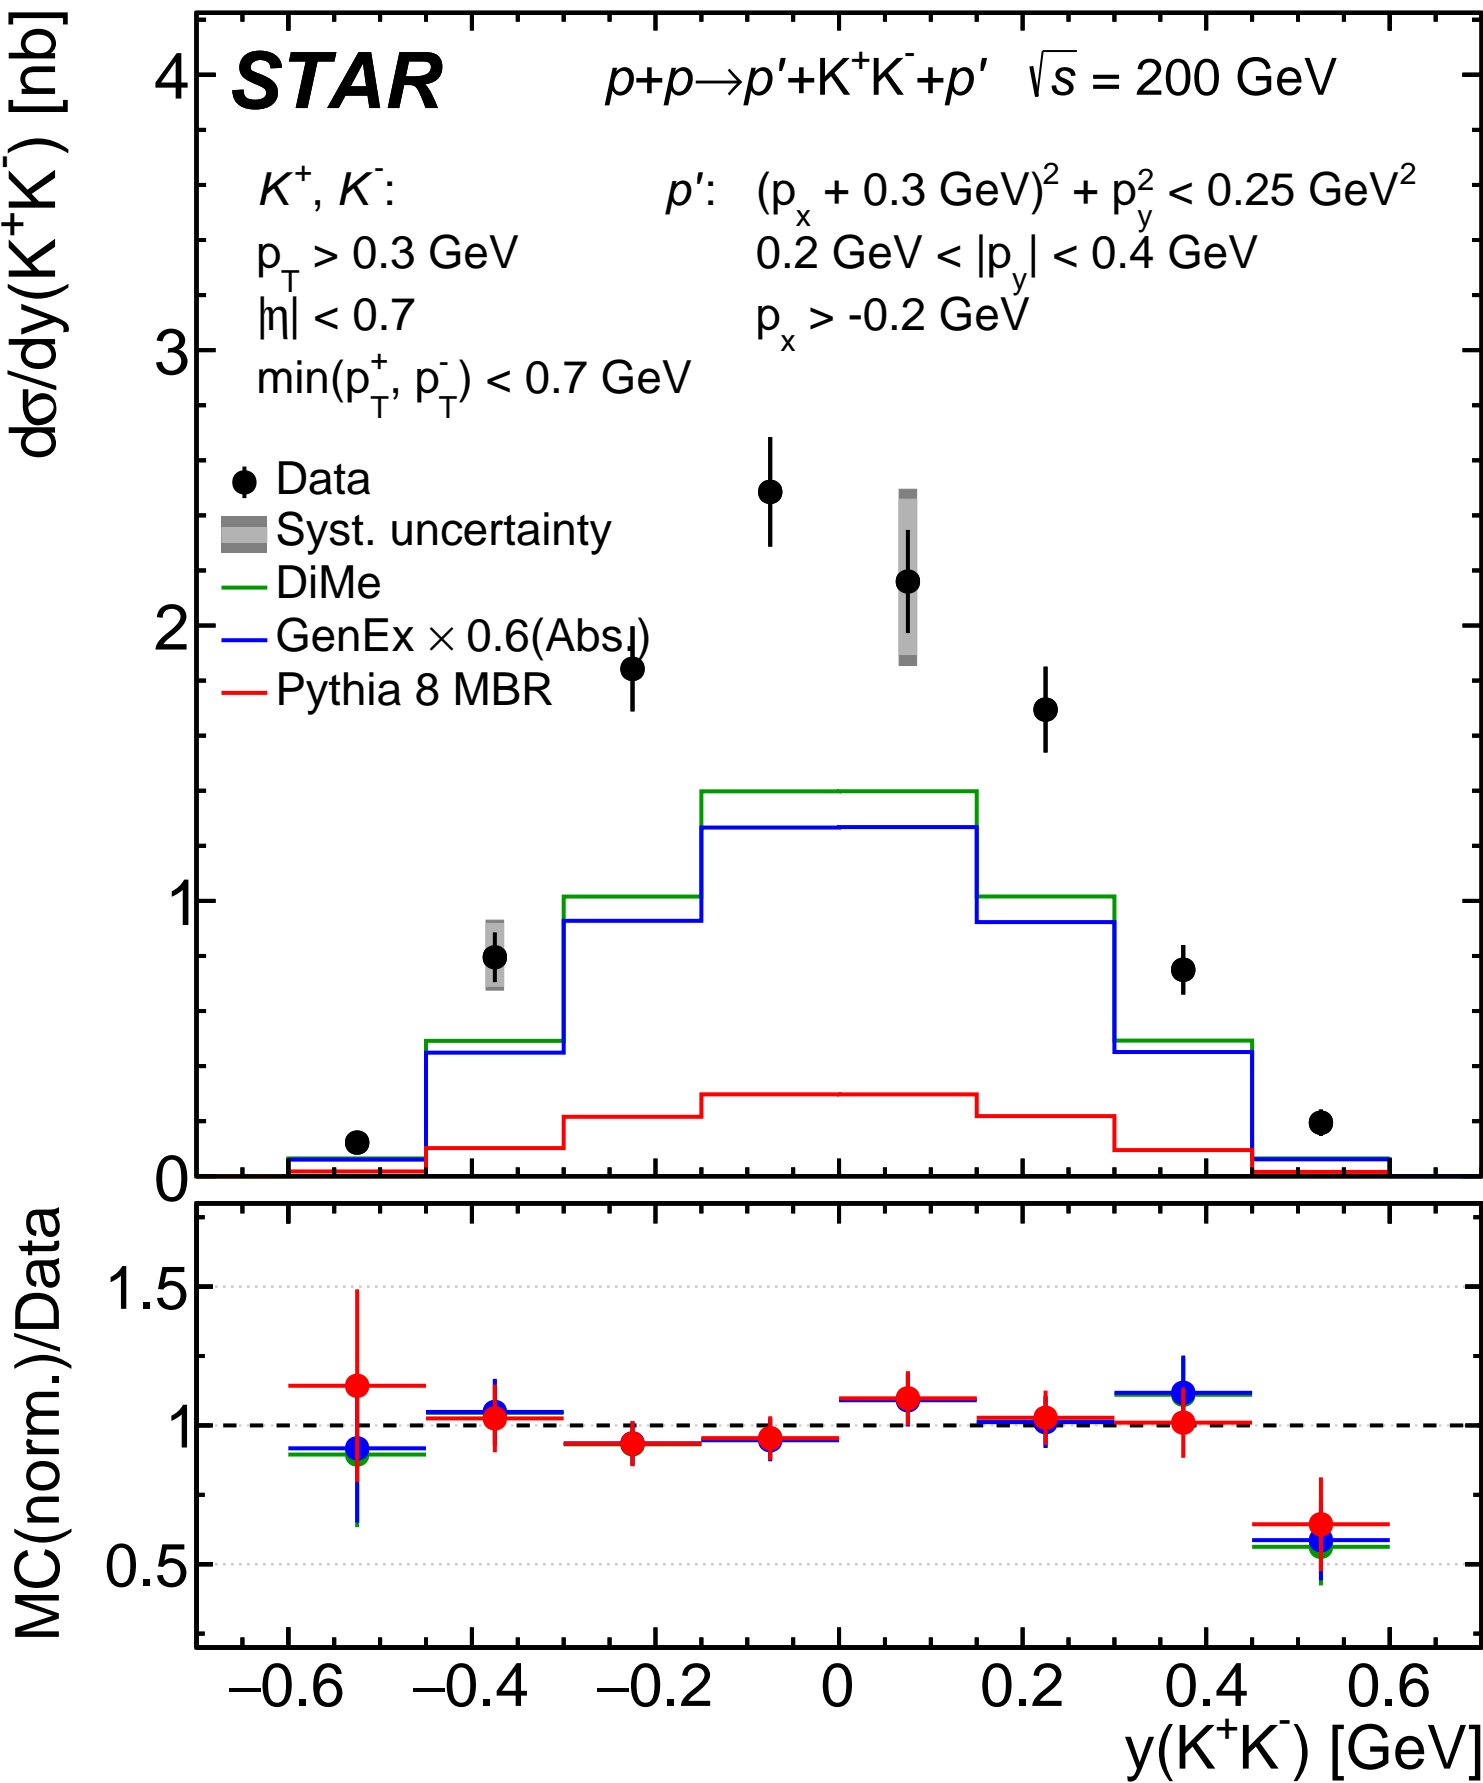 dσ/dy(K⁺K⁻) [nb]
4
3
2
1
0
STAR
p+p→p′+K⁺K⁻+p′ √s = 200 GeV
K⁺, K⁻:
p_T > 0.3 GeV
|η| < 0.7
min(p_T⁺, p_T⁻) < 0.7 GeV
p′: (p_x + 0.3 GeV)² + p_y² < 0.25 GeV²
0.2 GeV < |p_y| < 0.4 GeV
p_x > -0.2 GeV
Data
Syst. uncertainty
DiMe
GenEx × 0.6(Abs.)
Pythia 8 MBR
MC(norm.)/Data
1.5
1
0.5
−0.6 −0.4 −0.2 0 0.2 0.4 0.6
y(K⁺K⁻) [GeV]